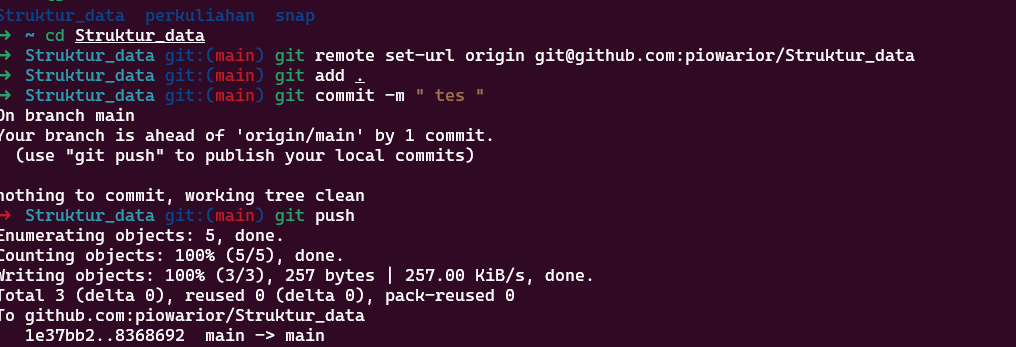 Struktur_data perkuliahan snap
→ ~ cd Struktur_data
→ Struktur_data git:(main) git remote set-url origin git@github.com:piowarior/Struktur_data
→ Struktur_data git:(main) git add .
→ Struktur_data git:(main) git commit -m " tes "
On branch main
Your branch is ahead of 'origin/main' by 1 commit.
(use "git push" to publish your local commits)
nothing to commit, working tree clean
→ Struktur_data git:(main) git push
Enumerating objects: 5, done.
Counting objects: 100% (5/5), done.
Writing objects: 100% (3/3), 257 bytes | 257.00 KiB/s, done.
Total 3 (delta 0), reused 0 (delta 0), pack-reused 0
To github.com:piowarior/Struktur_data
1e37bb2..8368692 main -> main